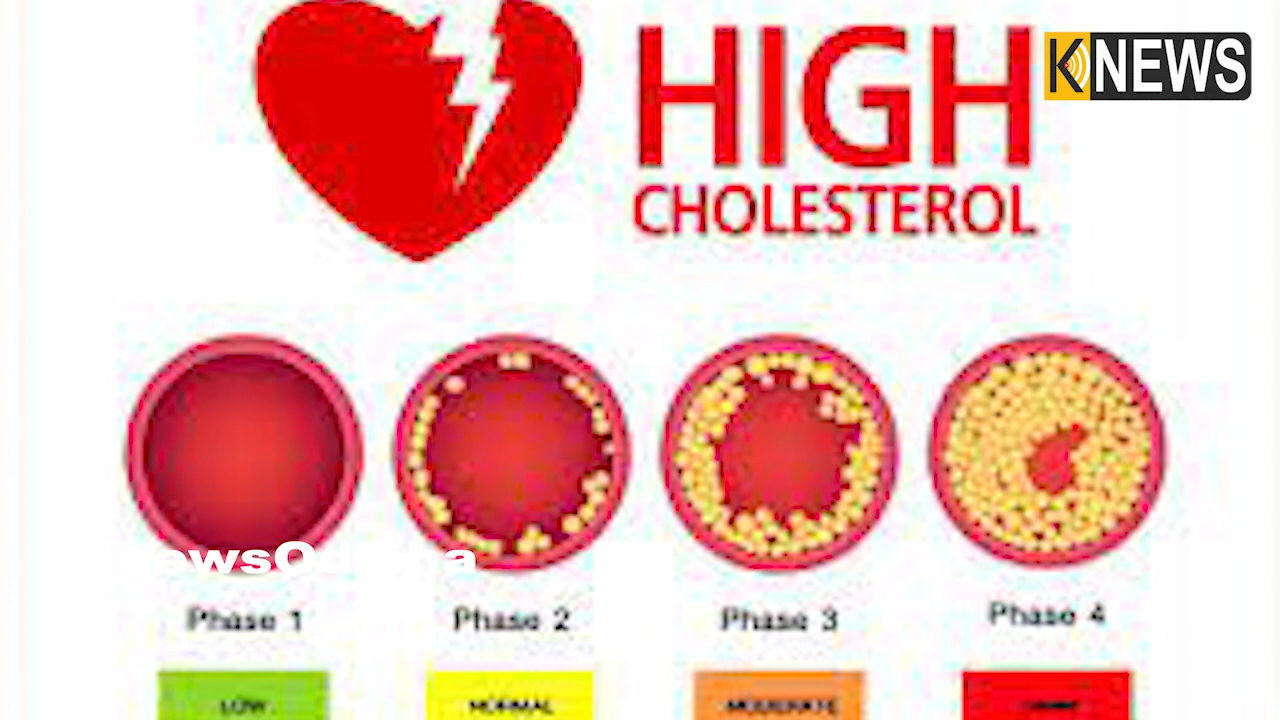 HIGH
KNEWS
CHOLESTEROL
Phase 1
Phase 2
Phase 3
Phase 4
LOW
NORMAL
MODERATE